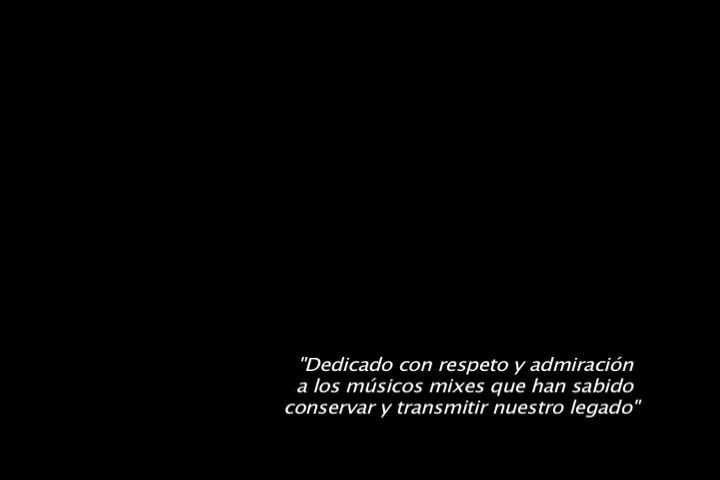 "Dedicado con respeto y admiración
a los músicos mixes que han sabido
conservar y transmitir nuestro legado"